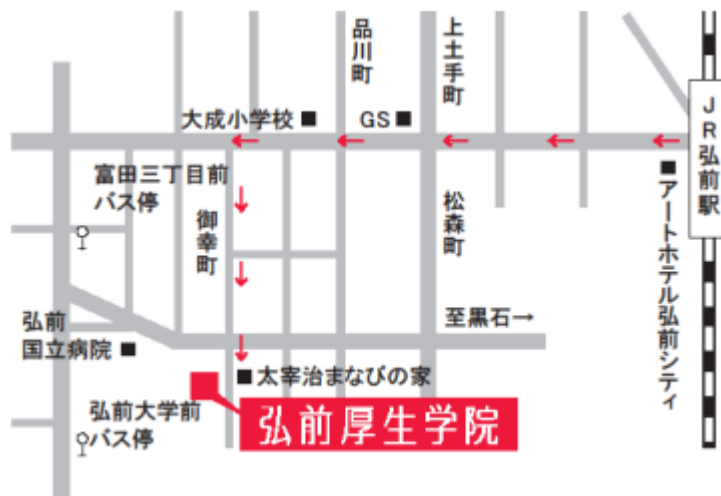 品川町
上土手町
大成小学校
GS
JR弘前駅
富田三丁目前
バス停
御幸町
松森町
アートホテル弘前シティ
至黒石→
弘前
国立病院
太宰治まなびの家
弘前大学前
バス停
弘前厚生学院